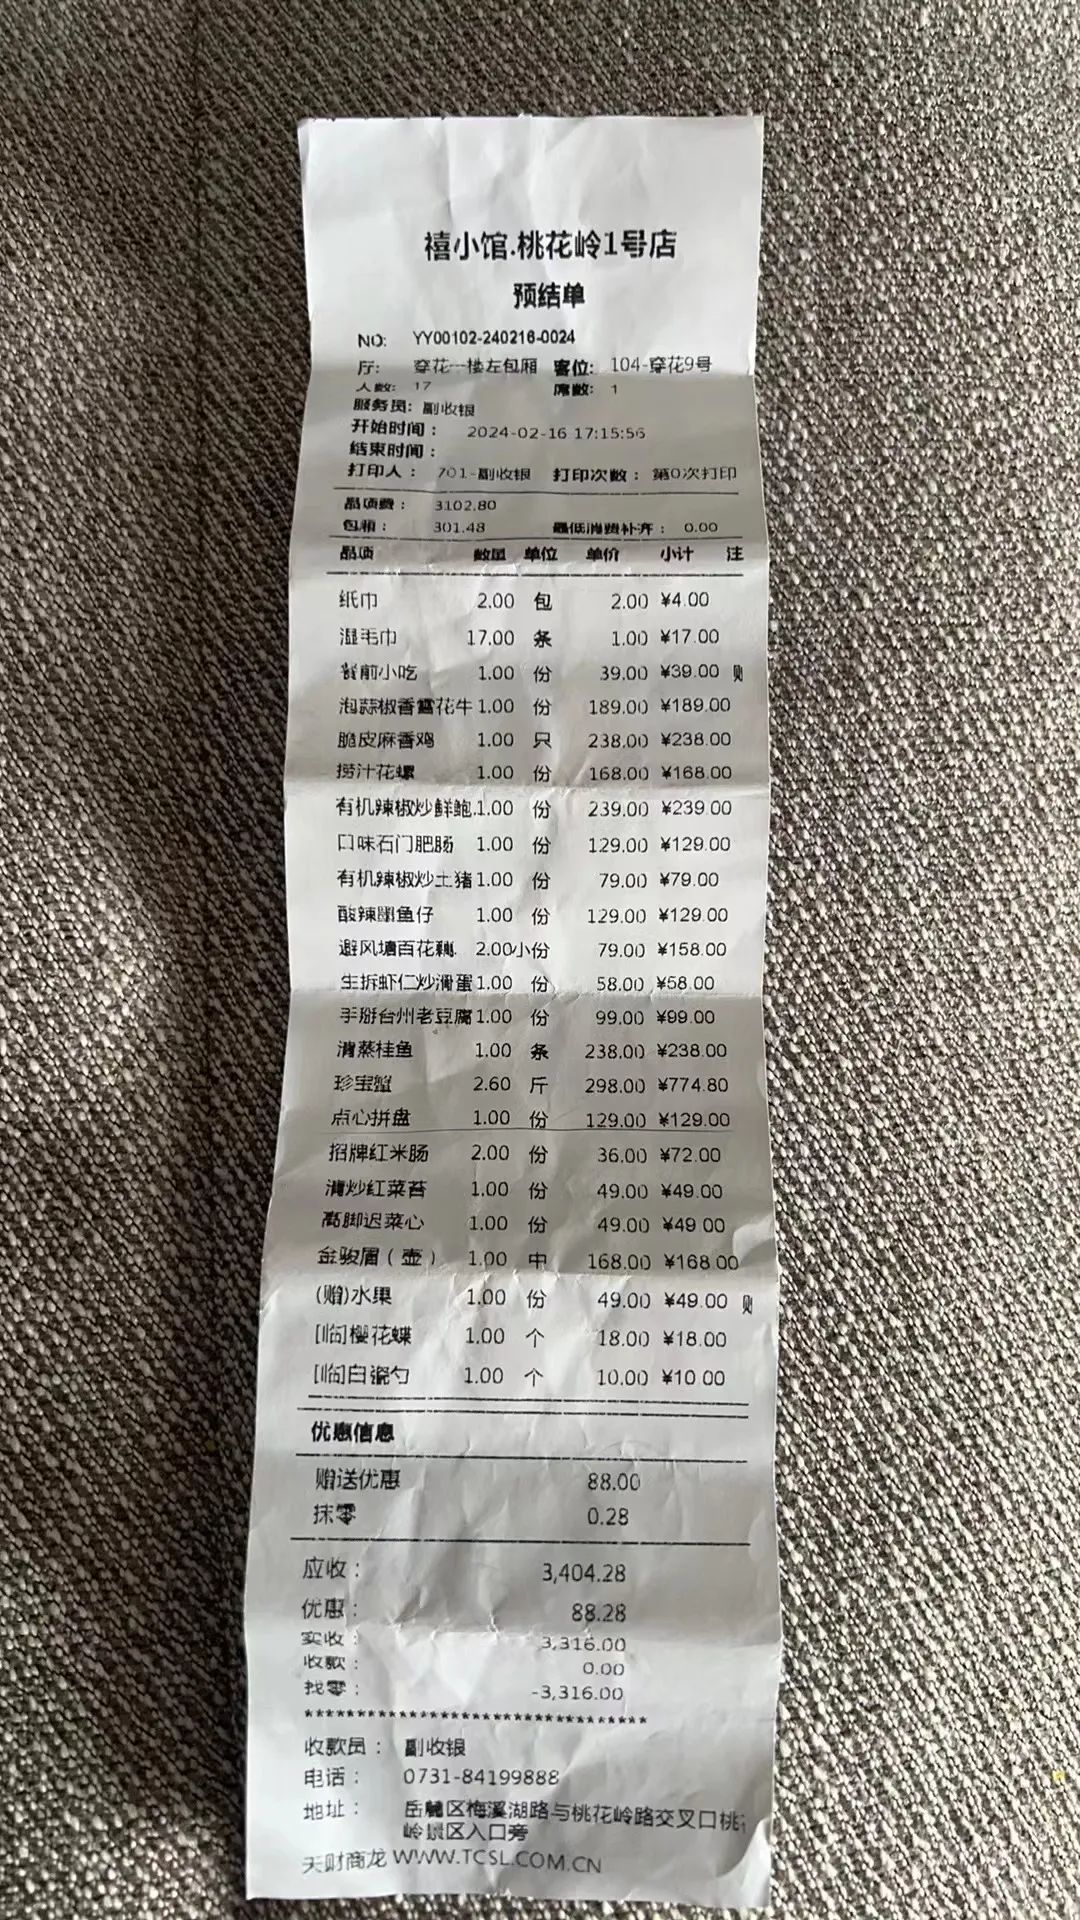 禧小馆.桃花岭1号店
预结单
NO: YY00102-240216-0024
厅: 穿花一楼左包厢 客位: 104-穿花9号
人数: 17 席数: 1
服务员: 副收银
开始时间: 2024-02-16 17:15:56
结束时间:
打印人: 701-副收银 打印次数: 第0次打印
品项费: 3102.80
包厢: 301.48 最低消费补齐: 0.00
品项 数量 单位 单价 小计 注
纸巾 2.00 包 2.00 ¥4.00
湿毛巾 17.00 条 1.00 ¥17.00
餐前小吃 1.00 份 39.00 ¥39.00
泡蒜椒香雪花牛 1.00 份 189.00 ¥189.00
脆皮麻香鸡 1.00 只 238.00 ¥238.00
捞汁花螺 1.00 份 168.00 ¥168.00
有机辣椒炒鲜鲍 1.00 份 239.00 ¥239.00
口味石门肥肠 1.00 份 129.00 ¥129.00
有机辣椒炒土猪 1.00 份 79.00 ¥79.00
酸辣鱼仔 1.00 份 129.00 ¥129.00
避风塘百花藕 2.00 小份 79.00 ¥158.00
生拆虾仁炒滑蛋 1.00 份 58.00 ¥58.00
手掰台州老豆腐 1.00 份 99.00 ¥99.00
清蒸桂鱼 1.00 条 238.00 ¥238.00
珍宝蟹 2.60 斤 298.00 ¥774.80
点心拼盘 1.00 份 129.00 ¥129.00
招牌红米肠 2.00 份 36.00 ¥72.00
清炒红菜苔 1.00 份 49.00 ¥49.00
高脚迟菜心 1.00 份 49.00 ¥49.00
金骏眉（壶） 1.00 中 168.00 ¥168.00
(赠)水果 1.00 份 49.00 ¥49.00
[临]樱花蝶 1.00 个 18.00 ¥18.00
[临]白瓷勺 1.00 个 10.00 ¥10.00
优惠信息
赠送优惠 88.00
抹零 0.28
应收: 3,404.28
优惠: 88.28
实收: 3,316.00
收款: 0.00
找零: -3,316.00
*********************************
收款员: 副收银
电话: 0731-84199888
地址: 岳麓区梅溪湖路与桃花岭路交叉口桃
岭景区入口旁
天财商龙 WWW.TCSL.COM.CN